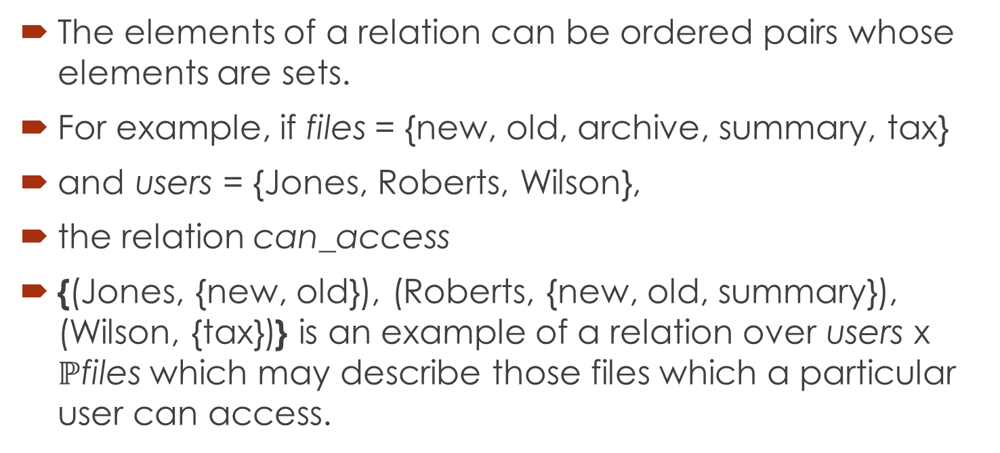 The elements of a relation can be ordered pairs whose
elements are sets.
For example, if files = {new, old, archive, summary, tax}
and users = {Jones, Roberts, Wilson},
the relation can_access
{(Jones, {new, old}), (Roberts, {new, old, summary}),
(Wilson, {tax})} is an example of a relation over users x
ℙfiles which may describe those files which a particular
user can access.